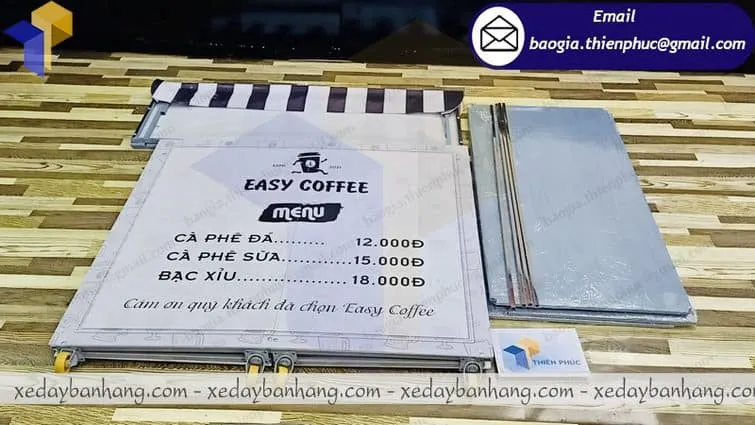 Email
baogia.thienphuc@gmail.com
ESTD 2021
EASY COFFEE
MENU
CÀ PHÊ ĐÁ......... 12.000Đ
CÀ PHÊ SỮA...........15.000Đ
BẠC XỈU.................. 18.000Đ
Cảm ơn quý khách đã chọn Easy Coffee
THIÊN PHÚC
xedaybanhang.com - xedaybanhang.com - xedaybanhang.com - xedaybanhang.com